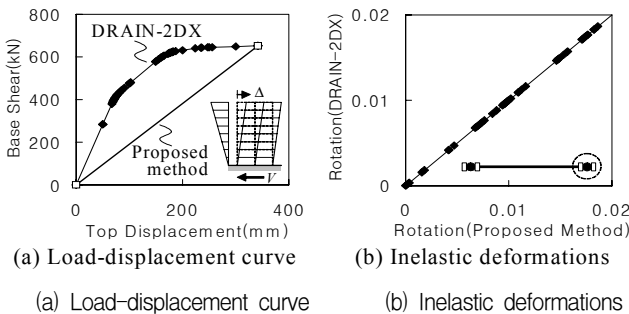 800
600
400
200
0
Base Shear(kN)
DRAIN-2DX
Proposed
method
Δ
V
0
200
400
Top Displacement(mm)
(a) Load-displacement curve
0.02
0.01
0
Rotation(DRAIN-2DX)
0
0.01
0.02
Rotation(Proposed Method)
(b) Inelastic deformations
(a) Load-displacement curve
(b) Inelastic deformations